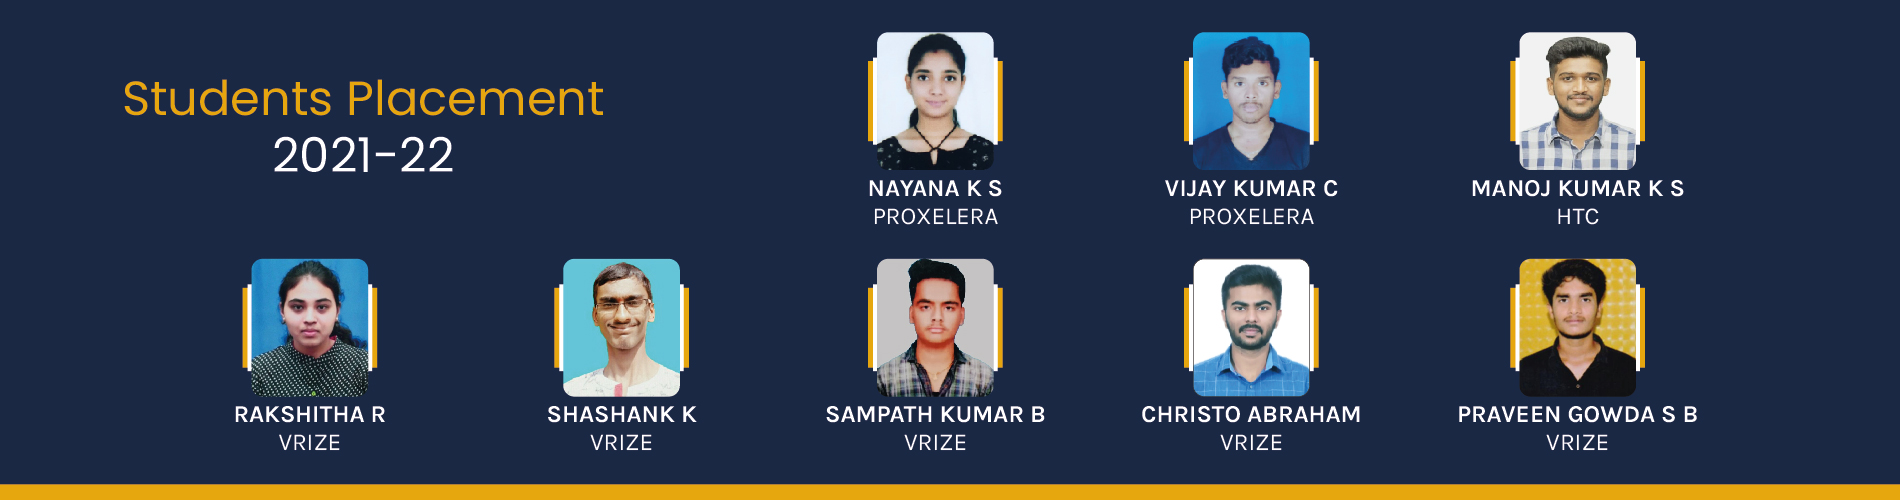 Students Placement
2021-22
NAYANA K S
PROXELERA
VIJAY KUMAR C
PROXELERA
MANOJ KUMAR K S
HTC
RAKSHITHA R
VRIZE
SHASHANK K
VRIZE
SAMPATH KUMAR B
VRIZE
CHRISTO ABRAHAM
VRIZE
PRAVEEN GOWDA S B
VRIZE